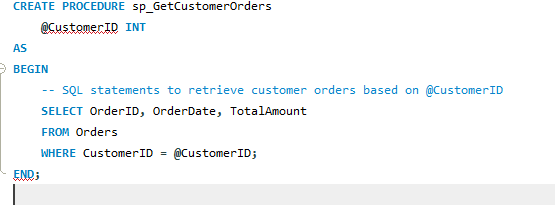 CREATE PROCEDURE sp_GetCustomerOrders
    @CustomerID INT
AS
BEGIN
    -- SQL statements to retrieve customer orders based on @CustomerID
    SELECT OrderID, OrderDate, TotalAmount
    FROM Orders
    WHERE CustomerID = @CustomerID;
END;